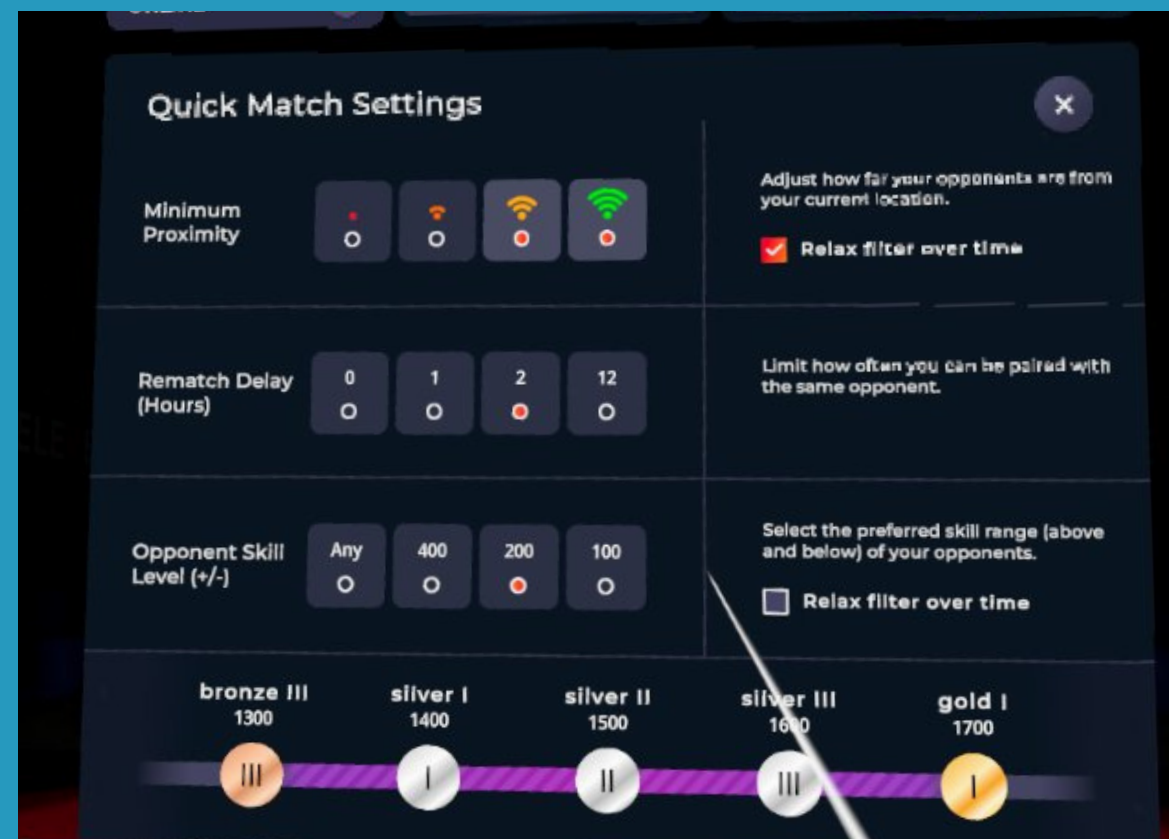 Quick Match Settings
Minimum
Proximity
Adjust how far your opponents are from
your current location.
Relax filter over time
Rematch Delay
(Hours)
0
1
2
12
Limit how often you can be paired with
the same opponent.
Opponent Skill
Level (+/-)
Any
400
200
100
Select the preferred skill range (above
and below) of your opponents.
Relax filter over time
bronze III
1300
silver I
1400
silver II
1500
silver III
1600
gold I
1700
III
I
II
III
I